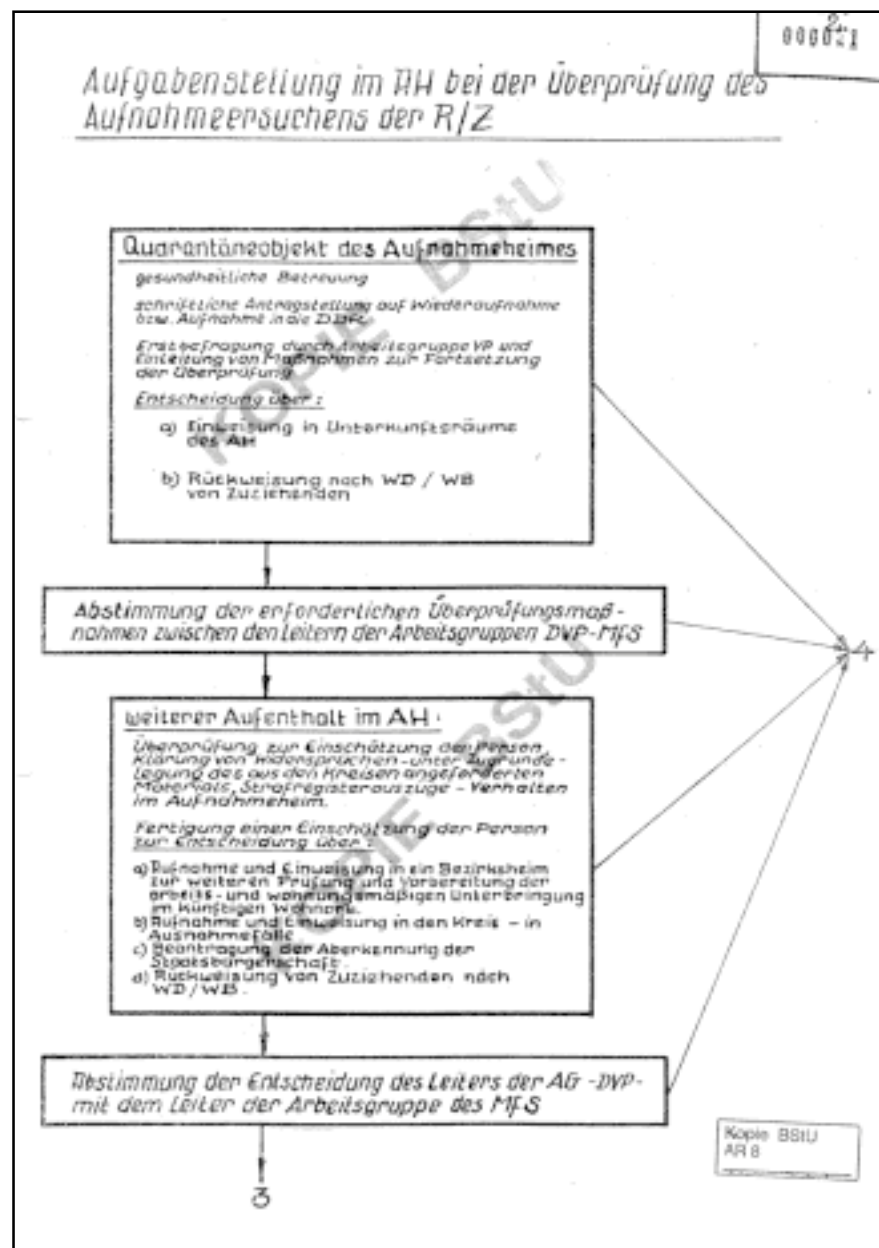 2.
Aufgabenstellung im AH bei der Überprüfung des
Aufnahmeersuchens der R/Z
Quarantäneobjekt des Aufnahmeheimes
gesundheitliche Betreuung
schriftliche Antragstellung auf Wiederaufnahme
bzw. Aufnahme in die
Erstbefragung durch Arbeitsgruppe VP und
Einleitung von Maßnahmen zur Fortsetzung
der Überprüfung
Entscheidung über:
a) Einweisung in Unterkunftsräume
des AH
b) Rückweisung nach WD / WB
von Zuziehenden
Abstimmung der erforderlichen Überprüfungsmaß-
nahmen zwischen den Leitern der Arbeitsgruppen DVP-MfS
4
weiterer Aufenthalt im AH:
Überprüfung zur Einschätzung der Person,
Klärung von Widersprüchen - unter Zugrunde-
legung des aus den Kreisen angeforderten
Materials, Strafregisterauszüge - Verhalten
im Aufnahmeheim.
Fertigung einer Einschätzung der Person
zur Entscheidung über:
a) Aufnahme und Einweisung in ein Bezirksheim
zur weiteren Prüfung und Vorbereitung der
arbeits- und wohnungsmäßigen Unterbringung
im künftigen Wohnort.
b) Aufnahme und Einweisung in den Kreis - in
Ausnahmefälle
c) Beantragung der Aberkennung der
Staatsbürgerschaft.
d) Rückweisung von Zuziehenden nach
WD/WB.
Abstimmung der Entscheidung des Leiters der AG -DVP-
mit dem Leiter der Arbeitsgruppe des MfS
3
KOPIE BStU
KOPIE BStU
Kopie BStU
AR 8